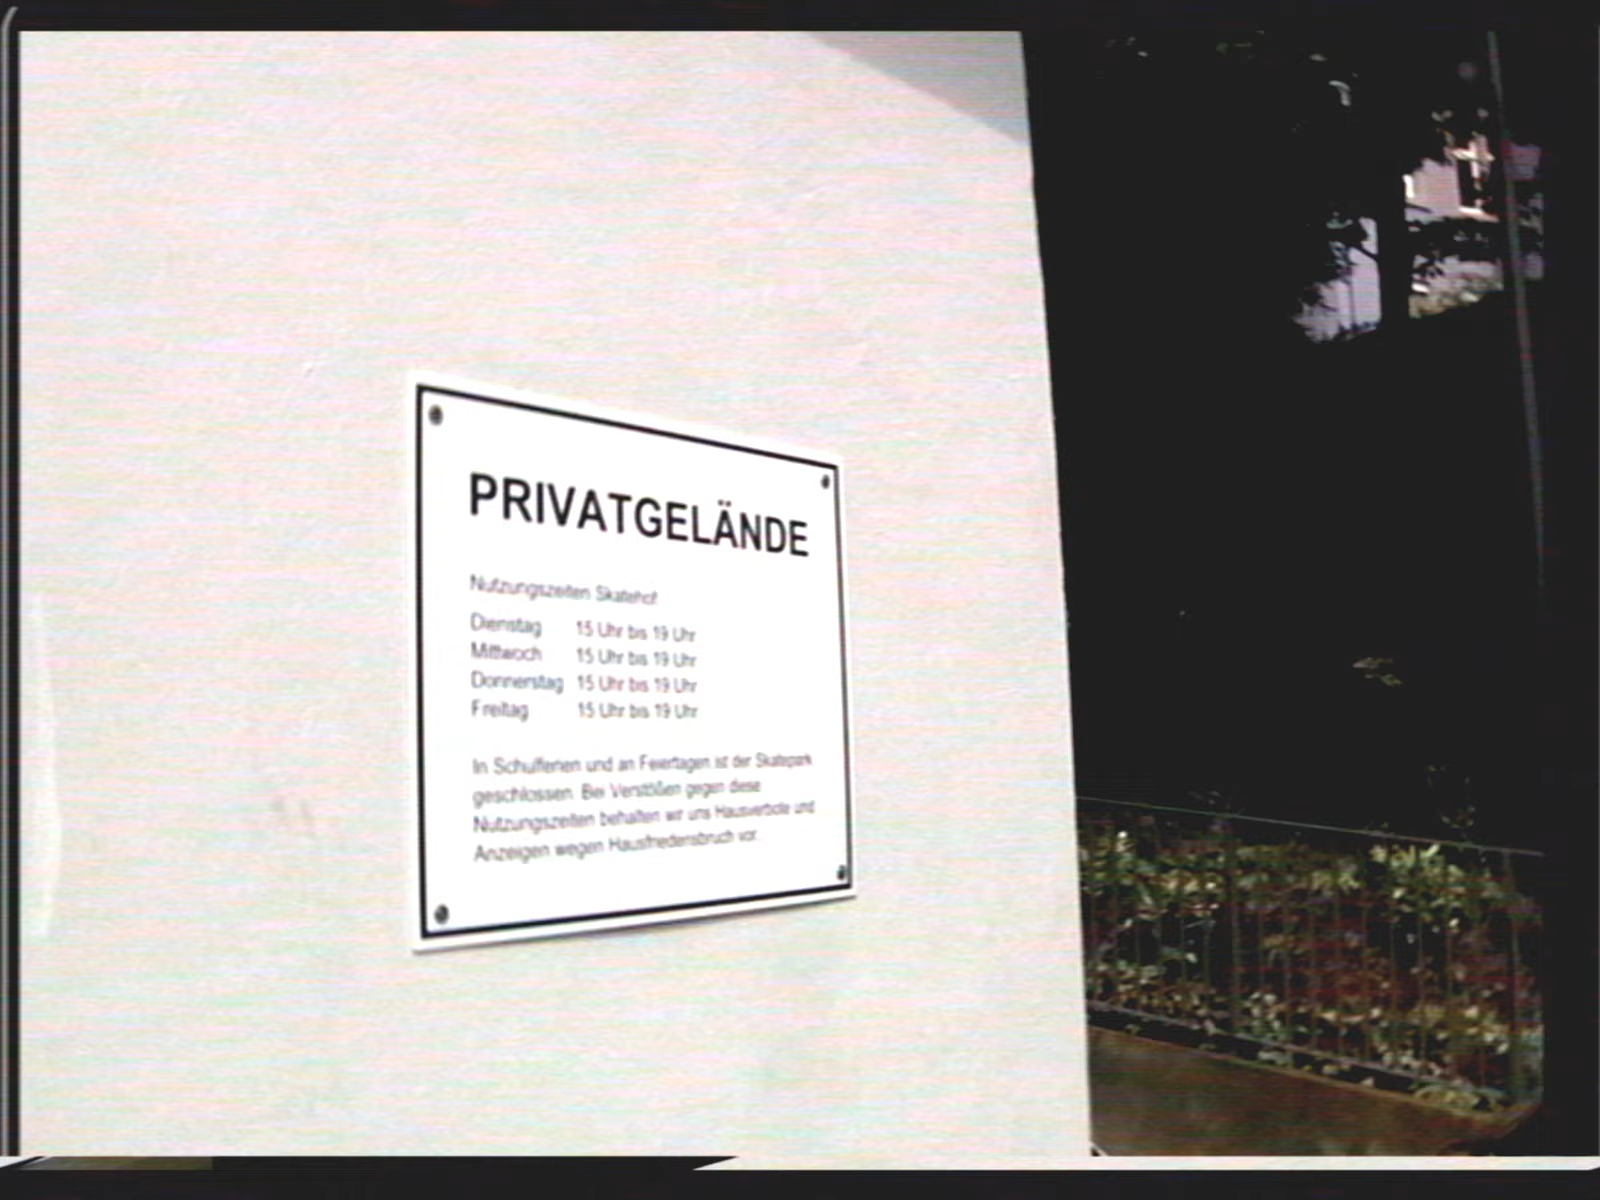 PRIVATGELÄNDE
Nutzungszeiten Skatehof:
Dienstag 15 Uhr bis 19 Uhr
Mittwoch 15 Uhr bis 19 Uhr
Donnerstag 15 Uhr bis 19 Uhr
Freitag 15 Uhr bis 19 Uhr
In Schulferien und an Feiertagen ist der Skatepark
geschlossen. Bei Verstößen gegen diese
Nutzungszeiten behalten wir uns Hausverbote und
Anzeigen wegen Hausfriedensbruch vor.